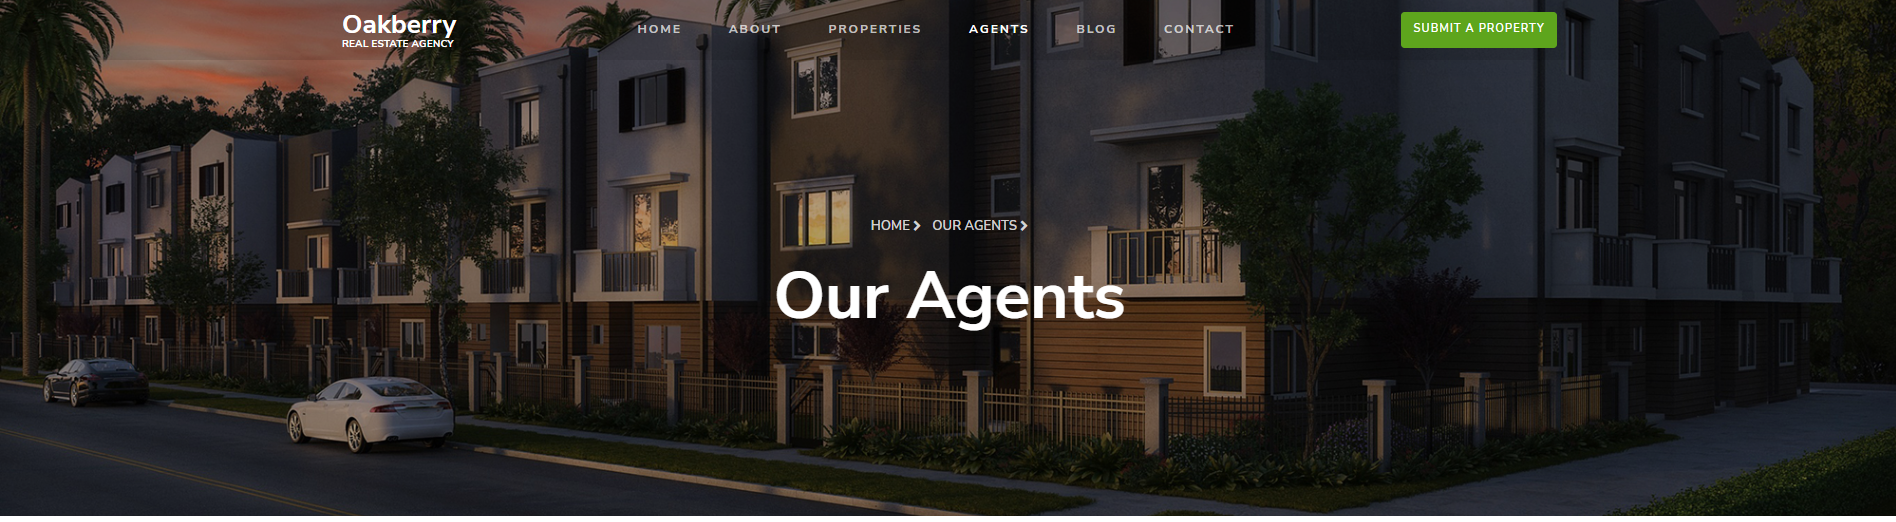 Oakberry
REAL ESTATE AGENCY
HOME ABOUT PROPERTIES AGENTS BLOG CONTACT
SUBMIT A PROPERTY
HOME > OUR AGENTS >
Our Agents